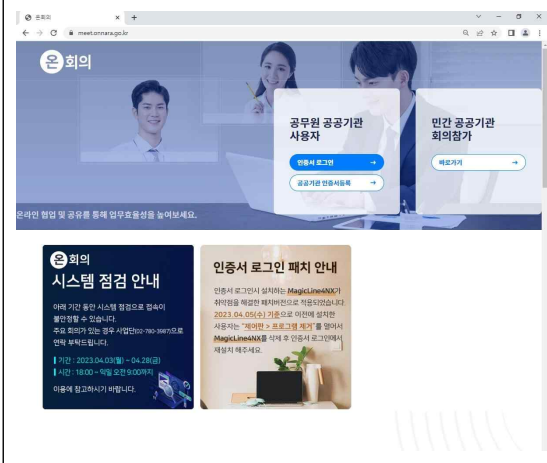 온회의
meet.onnara.go.kr
온 회의
공무원 공공기관
사용자
인증서 로그인
공공기관 인증서등록
민간 공공기관
회의참가
바로가기
온라인 협업 및 공유를 통해 업무효율성을 높여보세요.
온 회의
시스템 점검 안내
아래 기간 동안 시스템 점검으로 접속이
불안정할 수 있습니다.
주요 회의가 있는 경우 사업단(02-780-3987)으로
연락 부탁드립니다.
기간 : 2023.04.03(월) ~ 04.28(금)
시간 : 18:00 ~ 익일 오전 9:00까지
이용에 참고하시기 바랍니다.
인증서 로그인 패치 안내
인증서 로그인시 설치하는 MagicLine4NX가
취약점을 해결한 패치버전으로 적용되었습니다.
2023.04.05(수) 기준으로 이전에 설치한
사용자는 "제어판 > 프로그램 제거"를 열어서
MagicLine4NX를 삭제 후 인증서 로그인에서
재설치 해주세요.